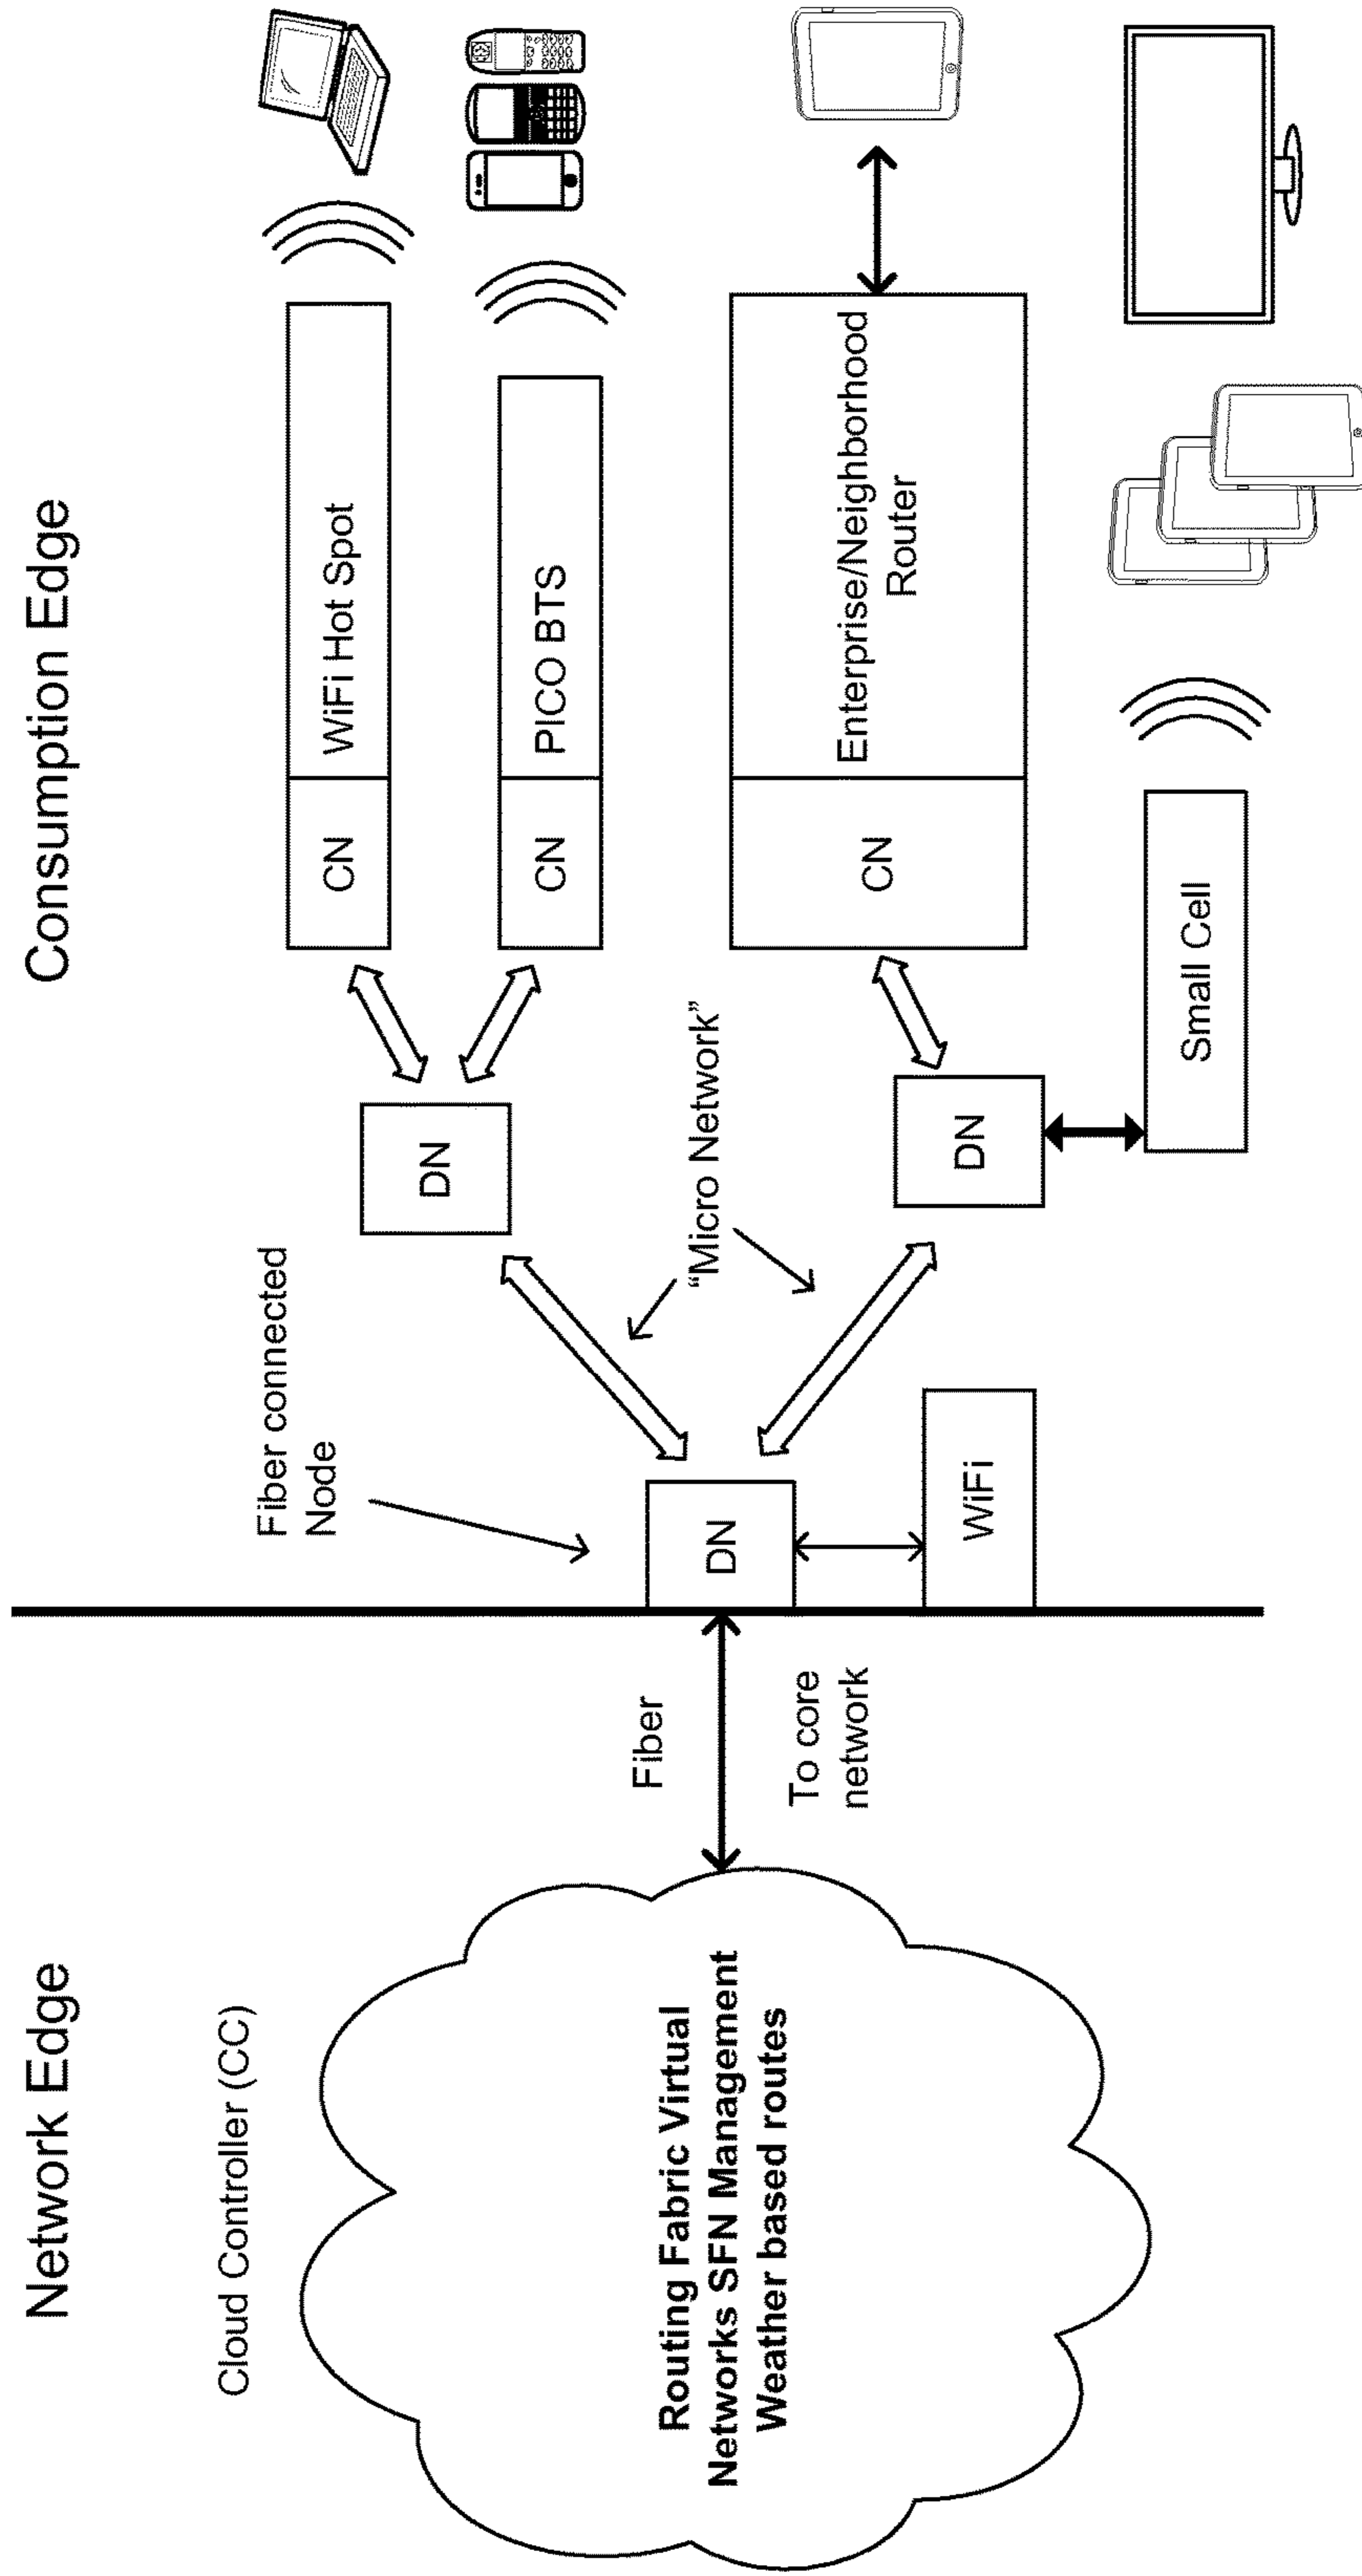 Network Edge
Consumption Edge
Cloud Controller (CC)
Routing Fabric Virtual
Networks SFN Management
Weather based routes
Fiber
To core
network
Fiber connected
Node
DN
WiFi
"Micro Network"
DN
DN
CN
WiFi Hot Spot
CN
PICO BTS
CN
Enterprise/Neighborhood
Router
Small Cell